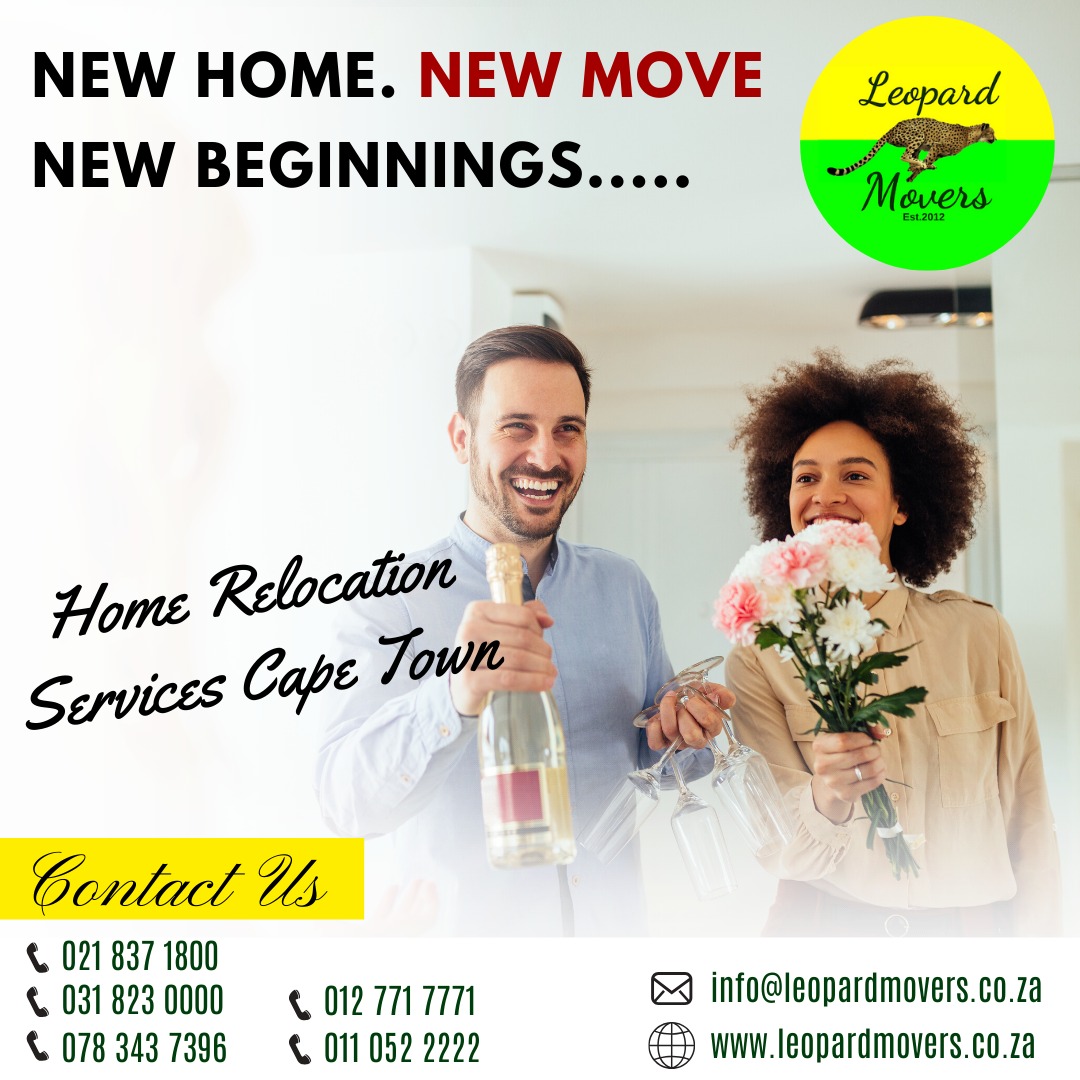 NEW HOME. NEW MOVE
NEW BEGINNINGS.....
Leopard
Movers
Est.2012
Home Relocation
Services Cape Town
Contact Us
021 837 1800
031 823 0000
078 343 7396
012 771 7771
011 052 2222
info@leopardmovers.co.za
www.leopardmovers.co.za